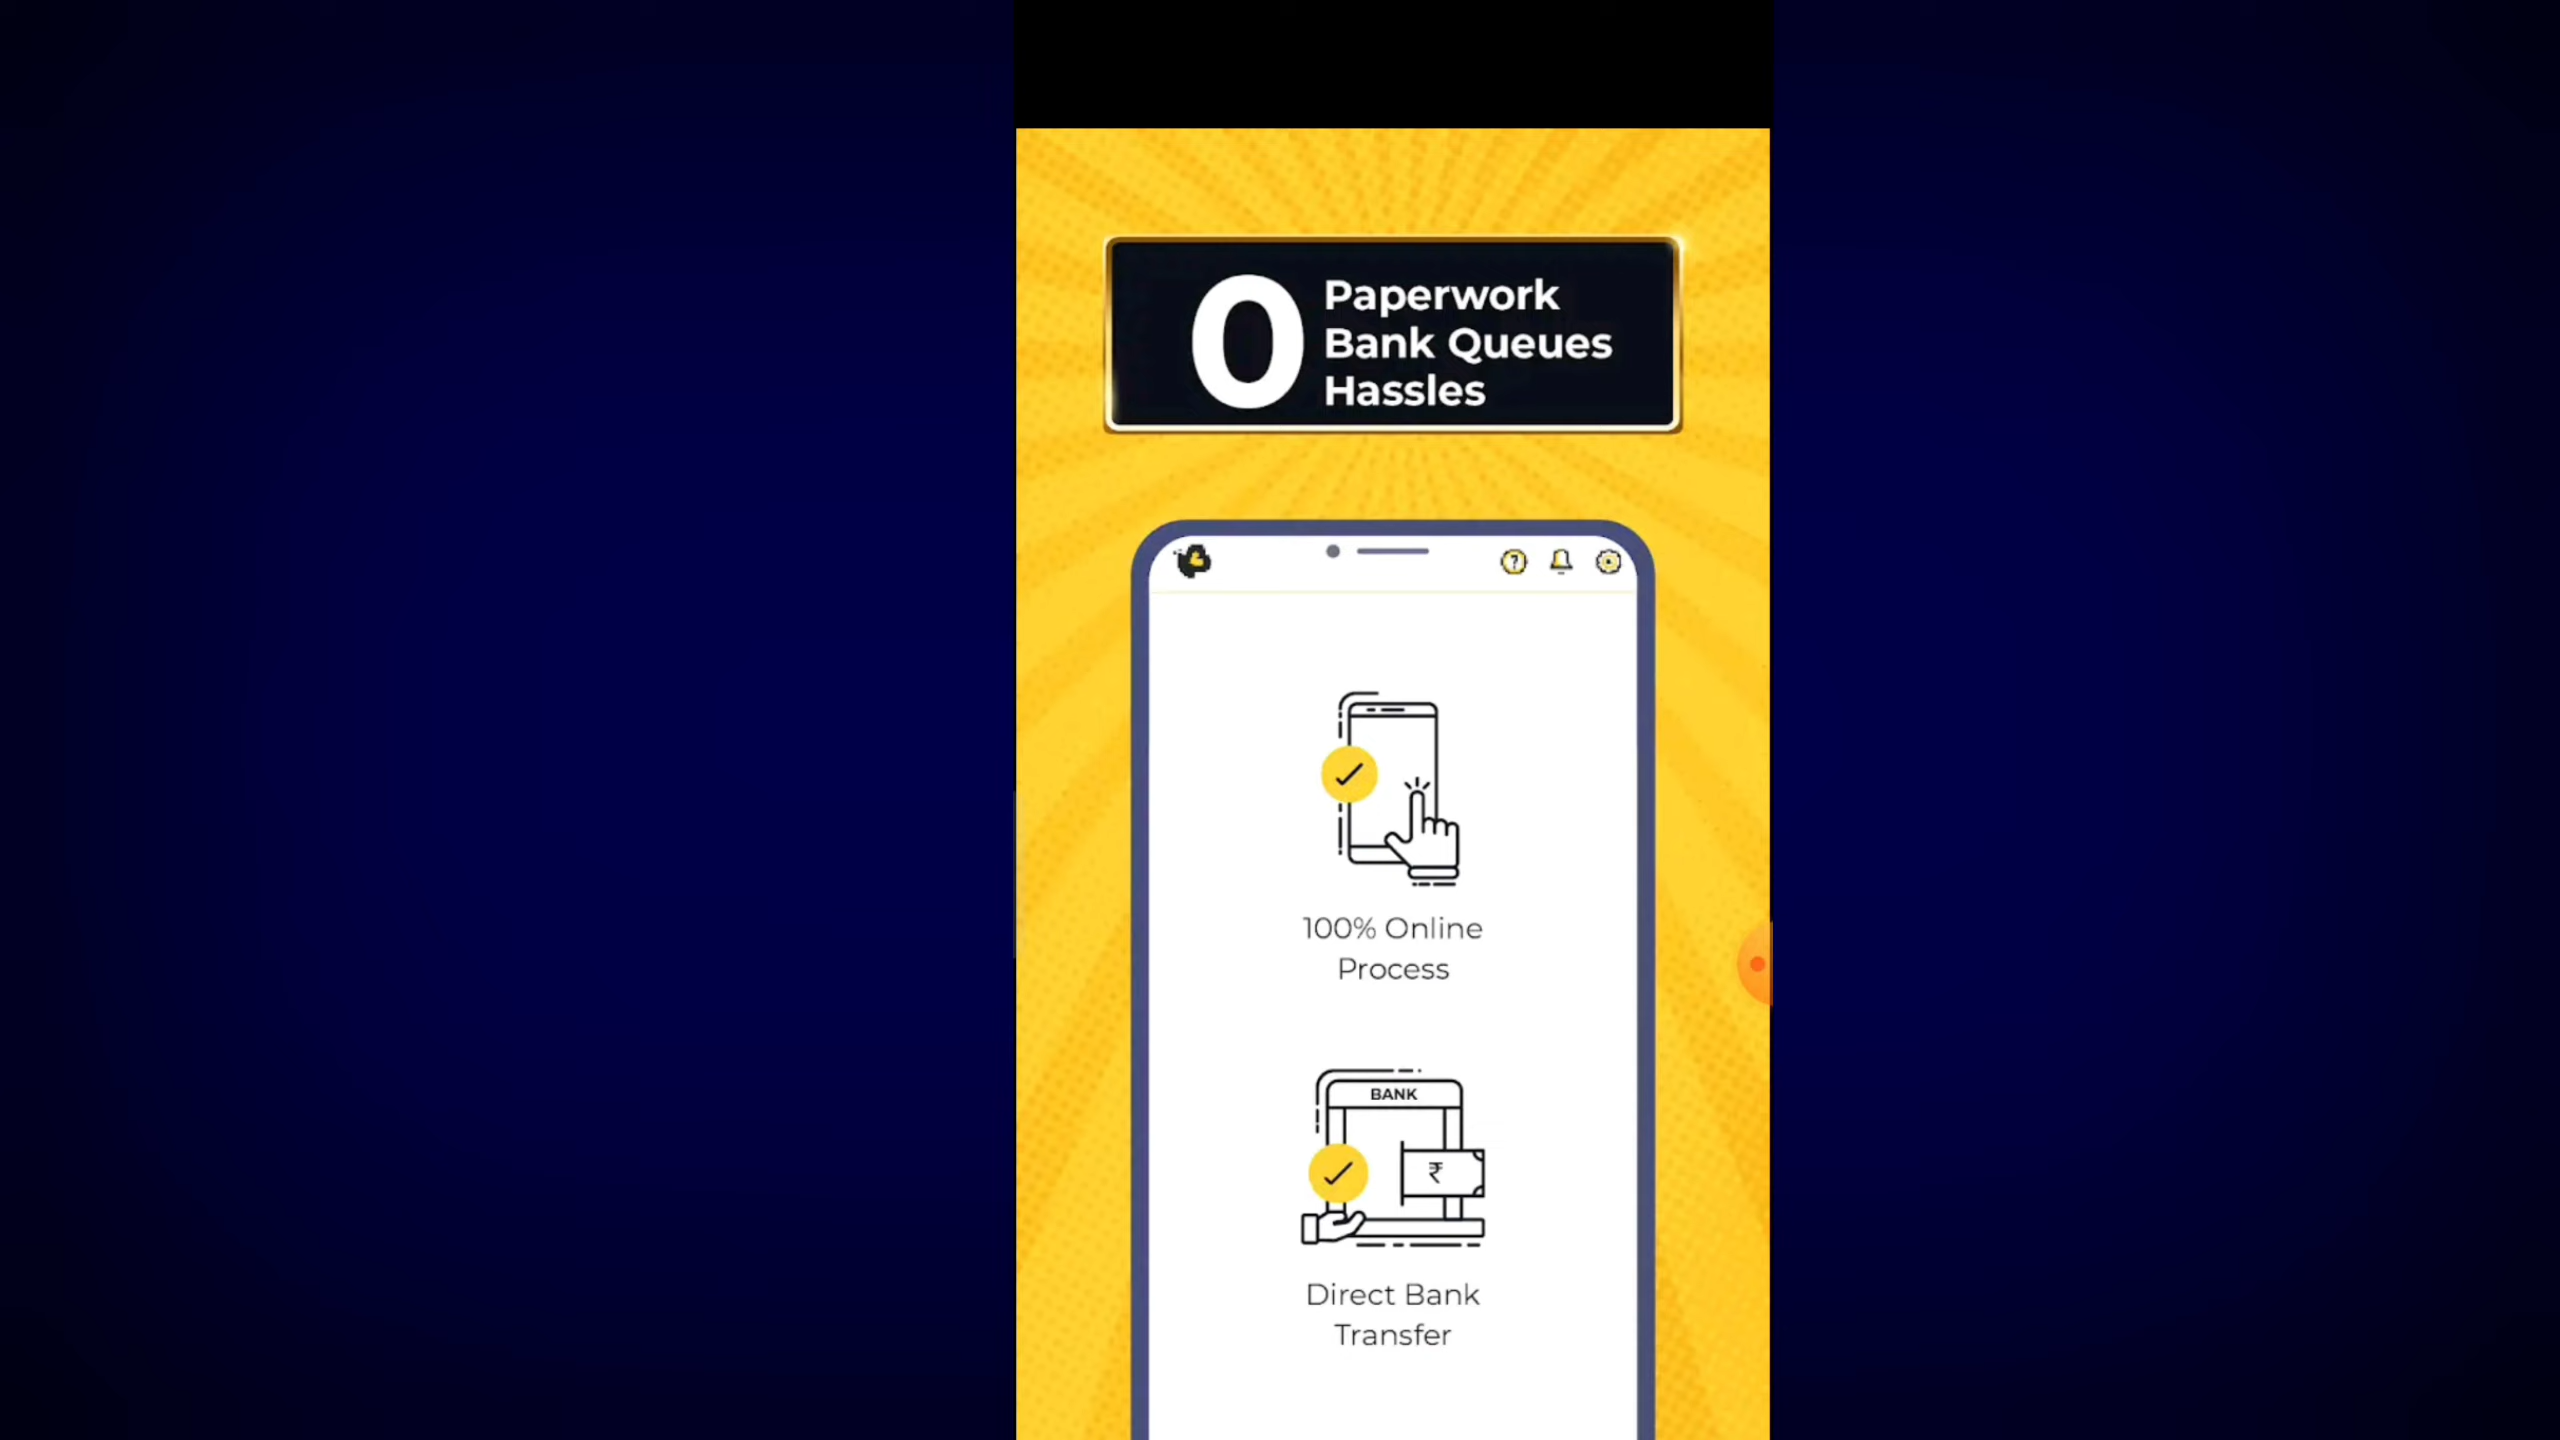 0
Paperwork
Bank Queues
Hassles
?
100% Online
Process
BANK
₹
Direct Bank
Transfer